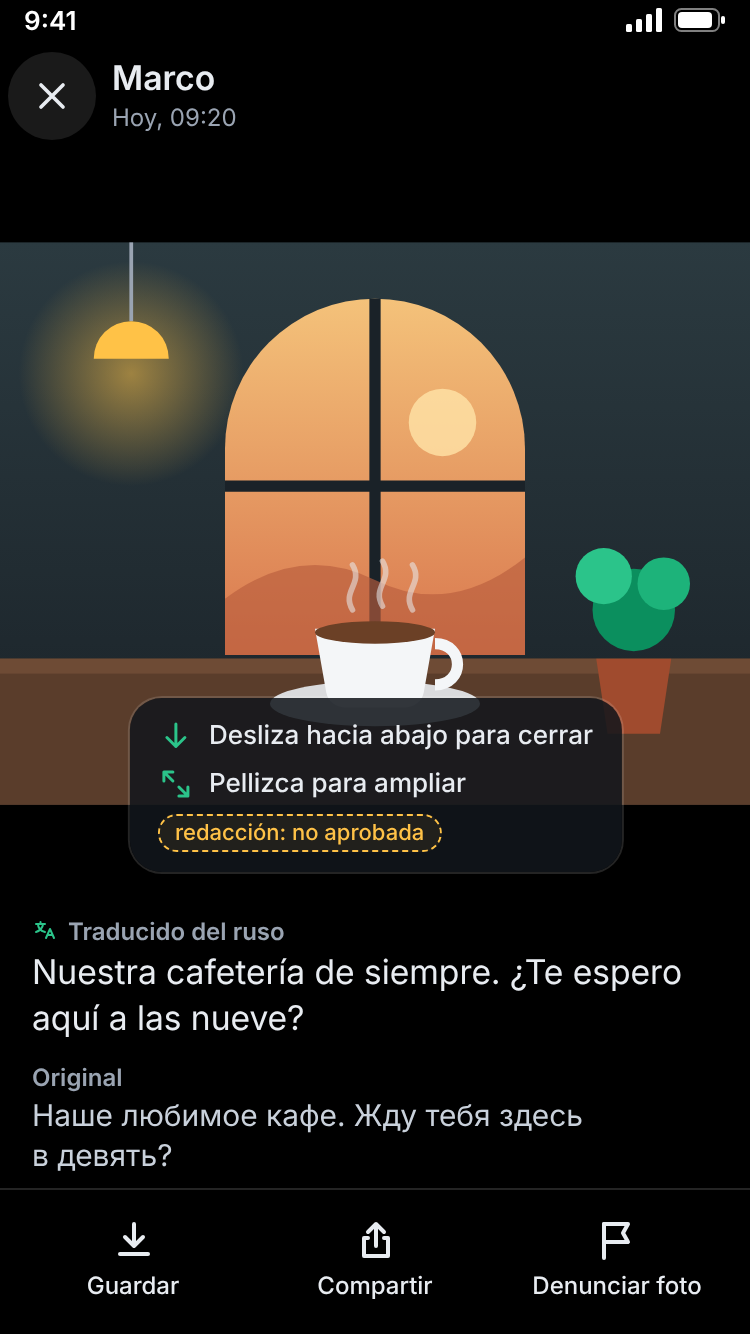 9:41
Marco
Hoy, 09:20
Desliza hacia abajo para cerrar
Pellizca para ampliar
redacción: no aprobada
Traducido del ruso
Nuestra cafetería de siempre. ¿Te espero
aquí a las nueve?
Original
Наше любимое кафе. Жду тебя здесь
в девять?
Guardar
Compartir
Denunciar foto